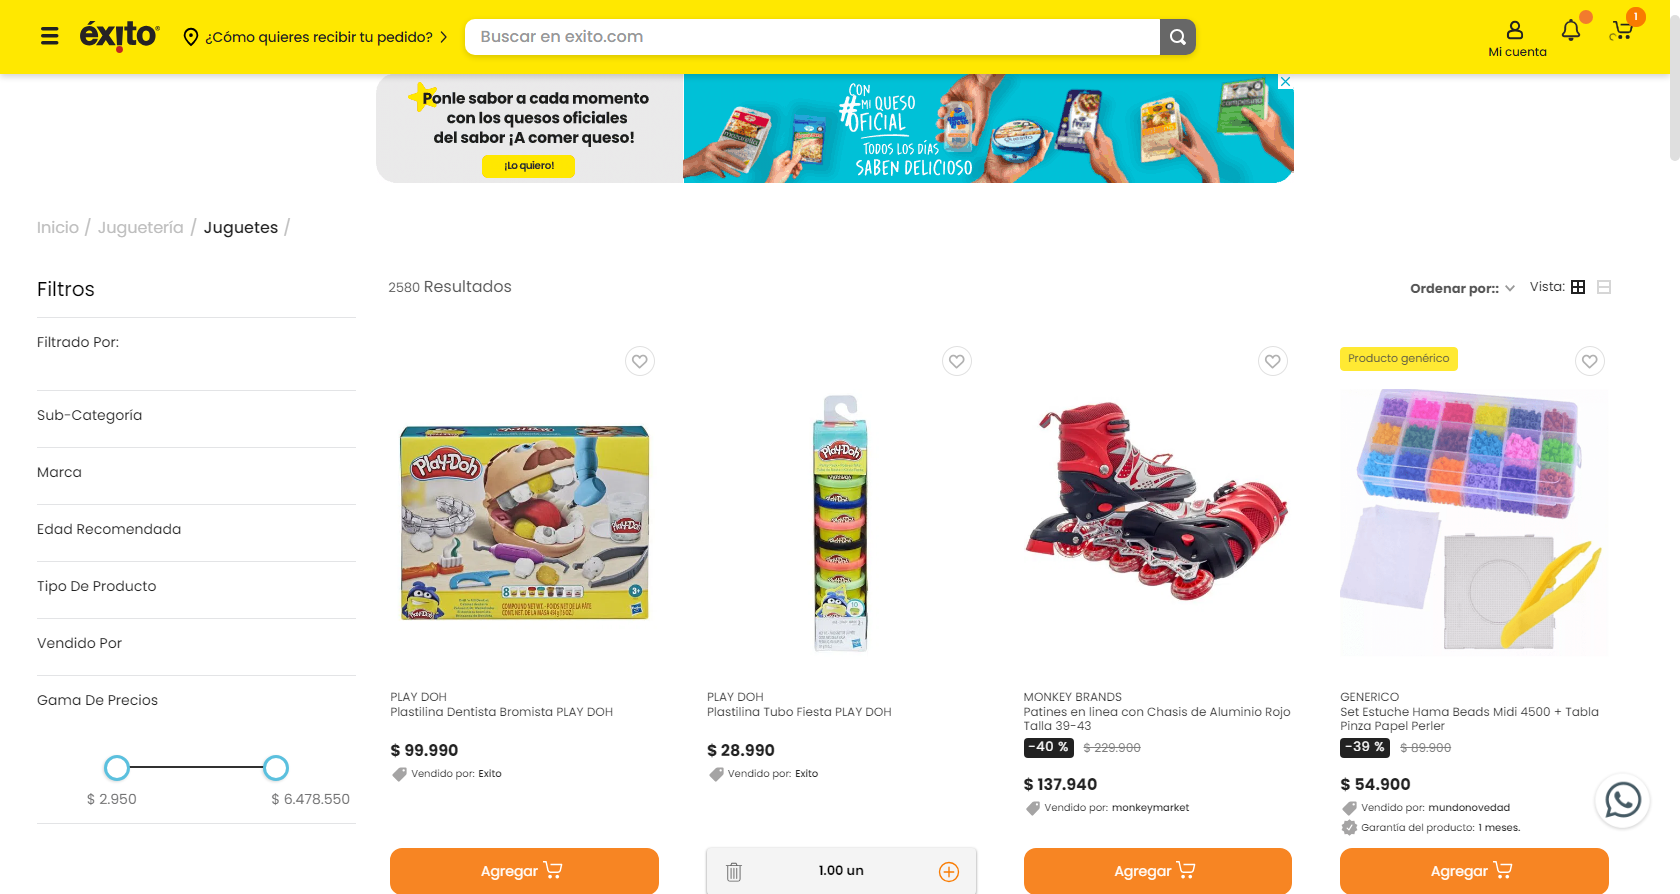 éxito
¿Cómo quieres recibir tu pedido?
Buscar en exito.com
Mi cuenta
1
Ponle sabor a cada momento
con los quesos oficiales
del sabor ¡A comer queso!
¡Lo quiero!
CON
MI QUESO
#OFICIAL
TODOS LOS DÍAS
SABEN DELICIOSO
Inicio / Juguetería / Juguetes /
Filtros
2580 Resultados
Ordenar por::
Vista:
Filtrado Por:
Sub-Categoría
Marca
Edad Recomendada
Tipo De Producto
Vendido Por
Gama De Precios
$ 2.950
$ 6.478.550
Play-Doh
PLAY DOH
Plastilina Dentista Bromista PLAY DOH
$ 99.990
Vendido por: Exito
Agregar
Play-Doh
PLAY DOH
Plastilina Tubo Fiesta PLAY DOH
$ 28.990
Vendido por: Exito
1.00 un
MONKEY BRANDS
Patines en linea con Chasis de Aluminio Rojo
Talla 39-43
-40 % $ 229.900
$ 137.940
Vendido por: monkeymarket
Agregar
Producto genérico
GENERICO
Set Estuche Hama Beads Midi 4500 + Tabla
Pinza Papel Perler
-39 % $ 89.900
$ 54.900
Vendido por: mundonovedad
Garantía del producto: 1 meses.
Agregar